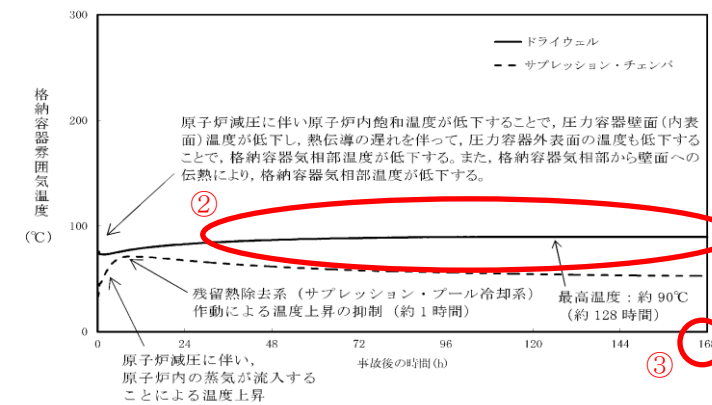 300
ドライウェル
サプレッション・チェンバ
格納容器雰囲気温度
(℃)
200
原子炉減圧に伴い原子炉内飽和温度が低下することで，圧力容器壁面（内表
面）温度が低下し，熱伝導の遅れを伴って，圧力容器外表面の温度も低下する
ことで，格納容器気相部温度が低下する。また，格納容器気相部から壁面への
伝熱により，格納容器気相部温度が低下する。
②
100
残留熱除去系（サプレッション・プール冷却系）
作動による温度上昇の抑制（約１時間）
最高温度：約 90℃
（約 128 時間）
0
0 24 48 72 96 120 144 168
事故後の時間(h)
原子炉減圧に伴い，
原子炉内の蒸気が流入する
ことによる温度上昇
③